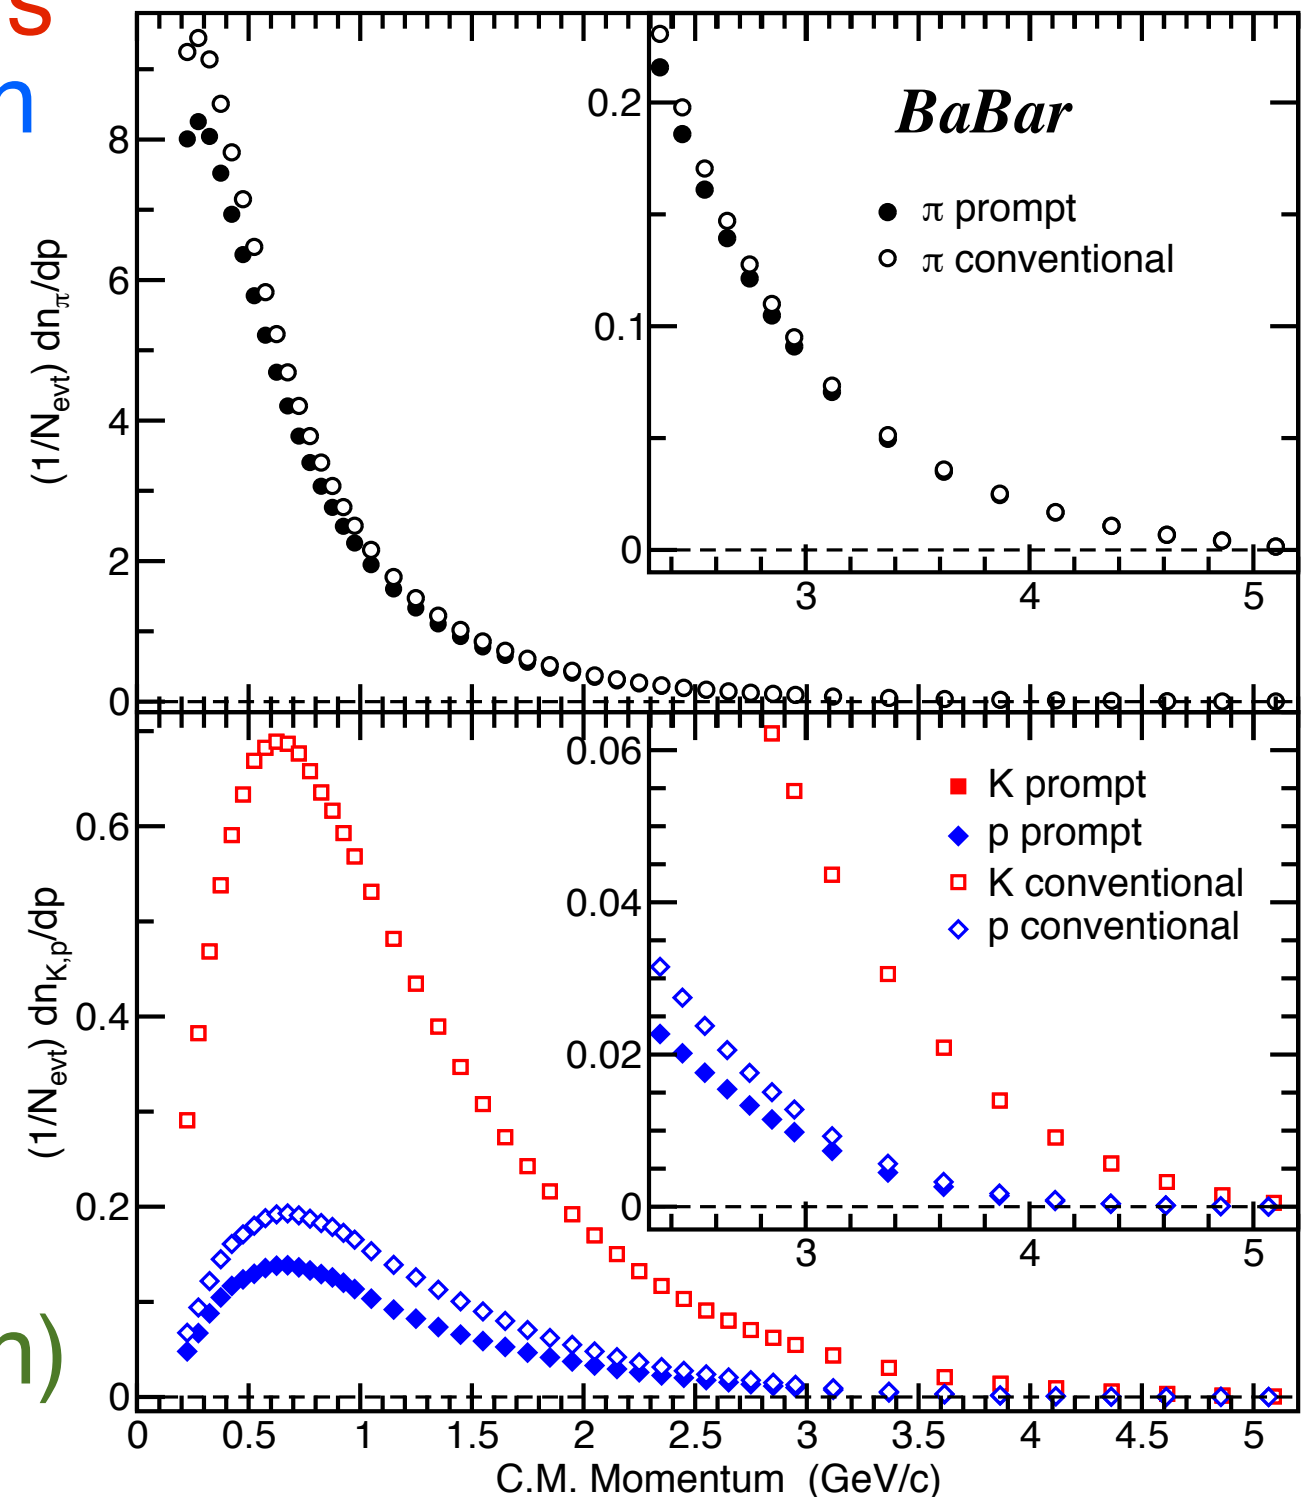 s
n
n)
(1/N_evt) dn_π/dp
8
6
4
2
0
BaBar
π prompt
π conventional
0.2
0.1
0
3 4 5
(1/N_evt) dn_K,p/dp
0.6
0.4
0.2
0
K prompt
p prompt
K conventional
p conventional
0.06
0.04
0.02
0
3 4 5
0 0.5 1 1.5 2 2.5 3 3.5 4 4.5 5
C.M. Momentum (GeV/c)